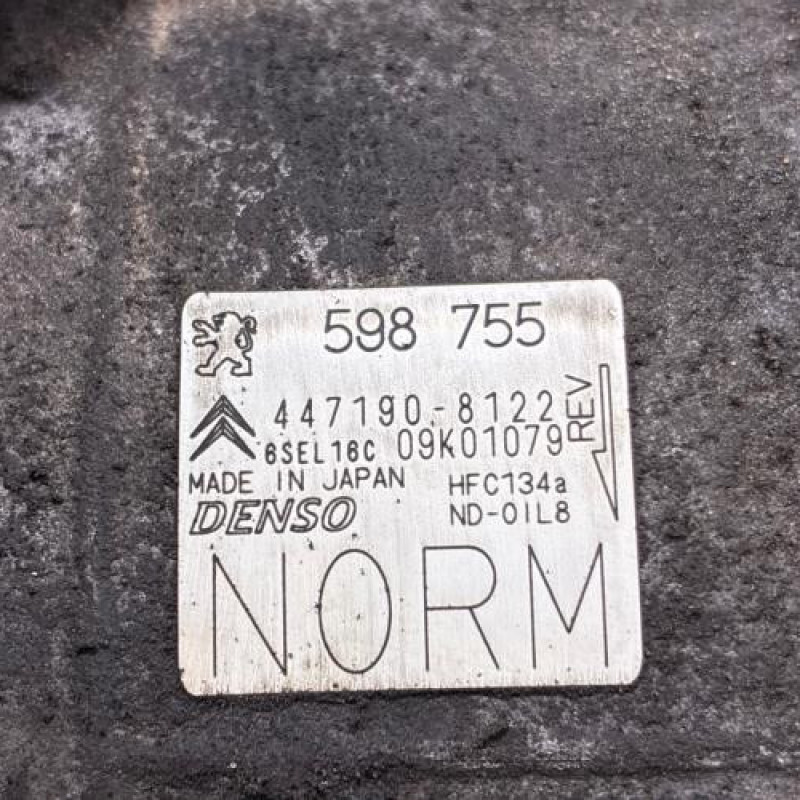 598 755
447190-8122
6SEL16C 09K01079
REV
MADE IN JAPAN HFC134a
DENSO ND-OIL8
NORM